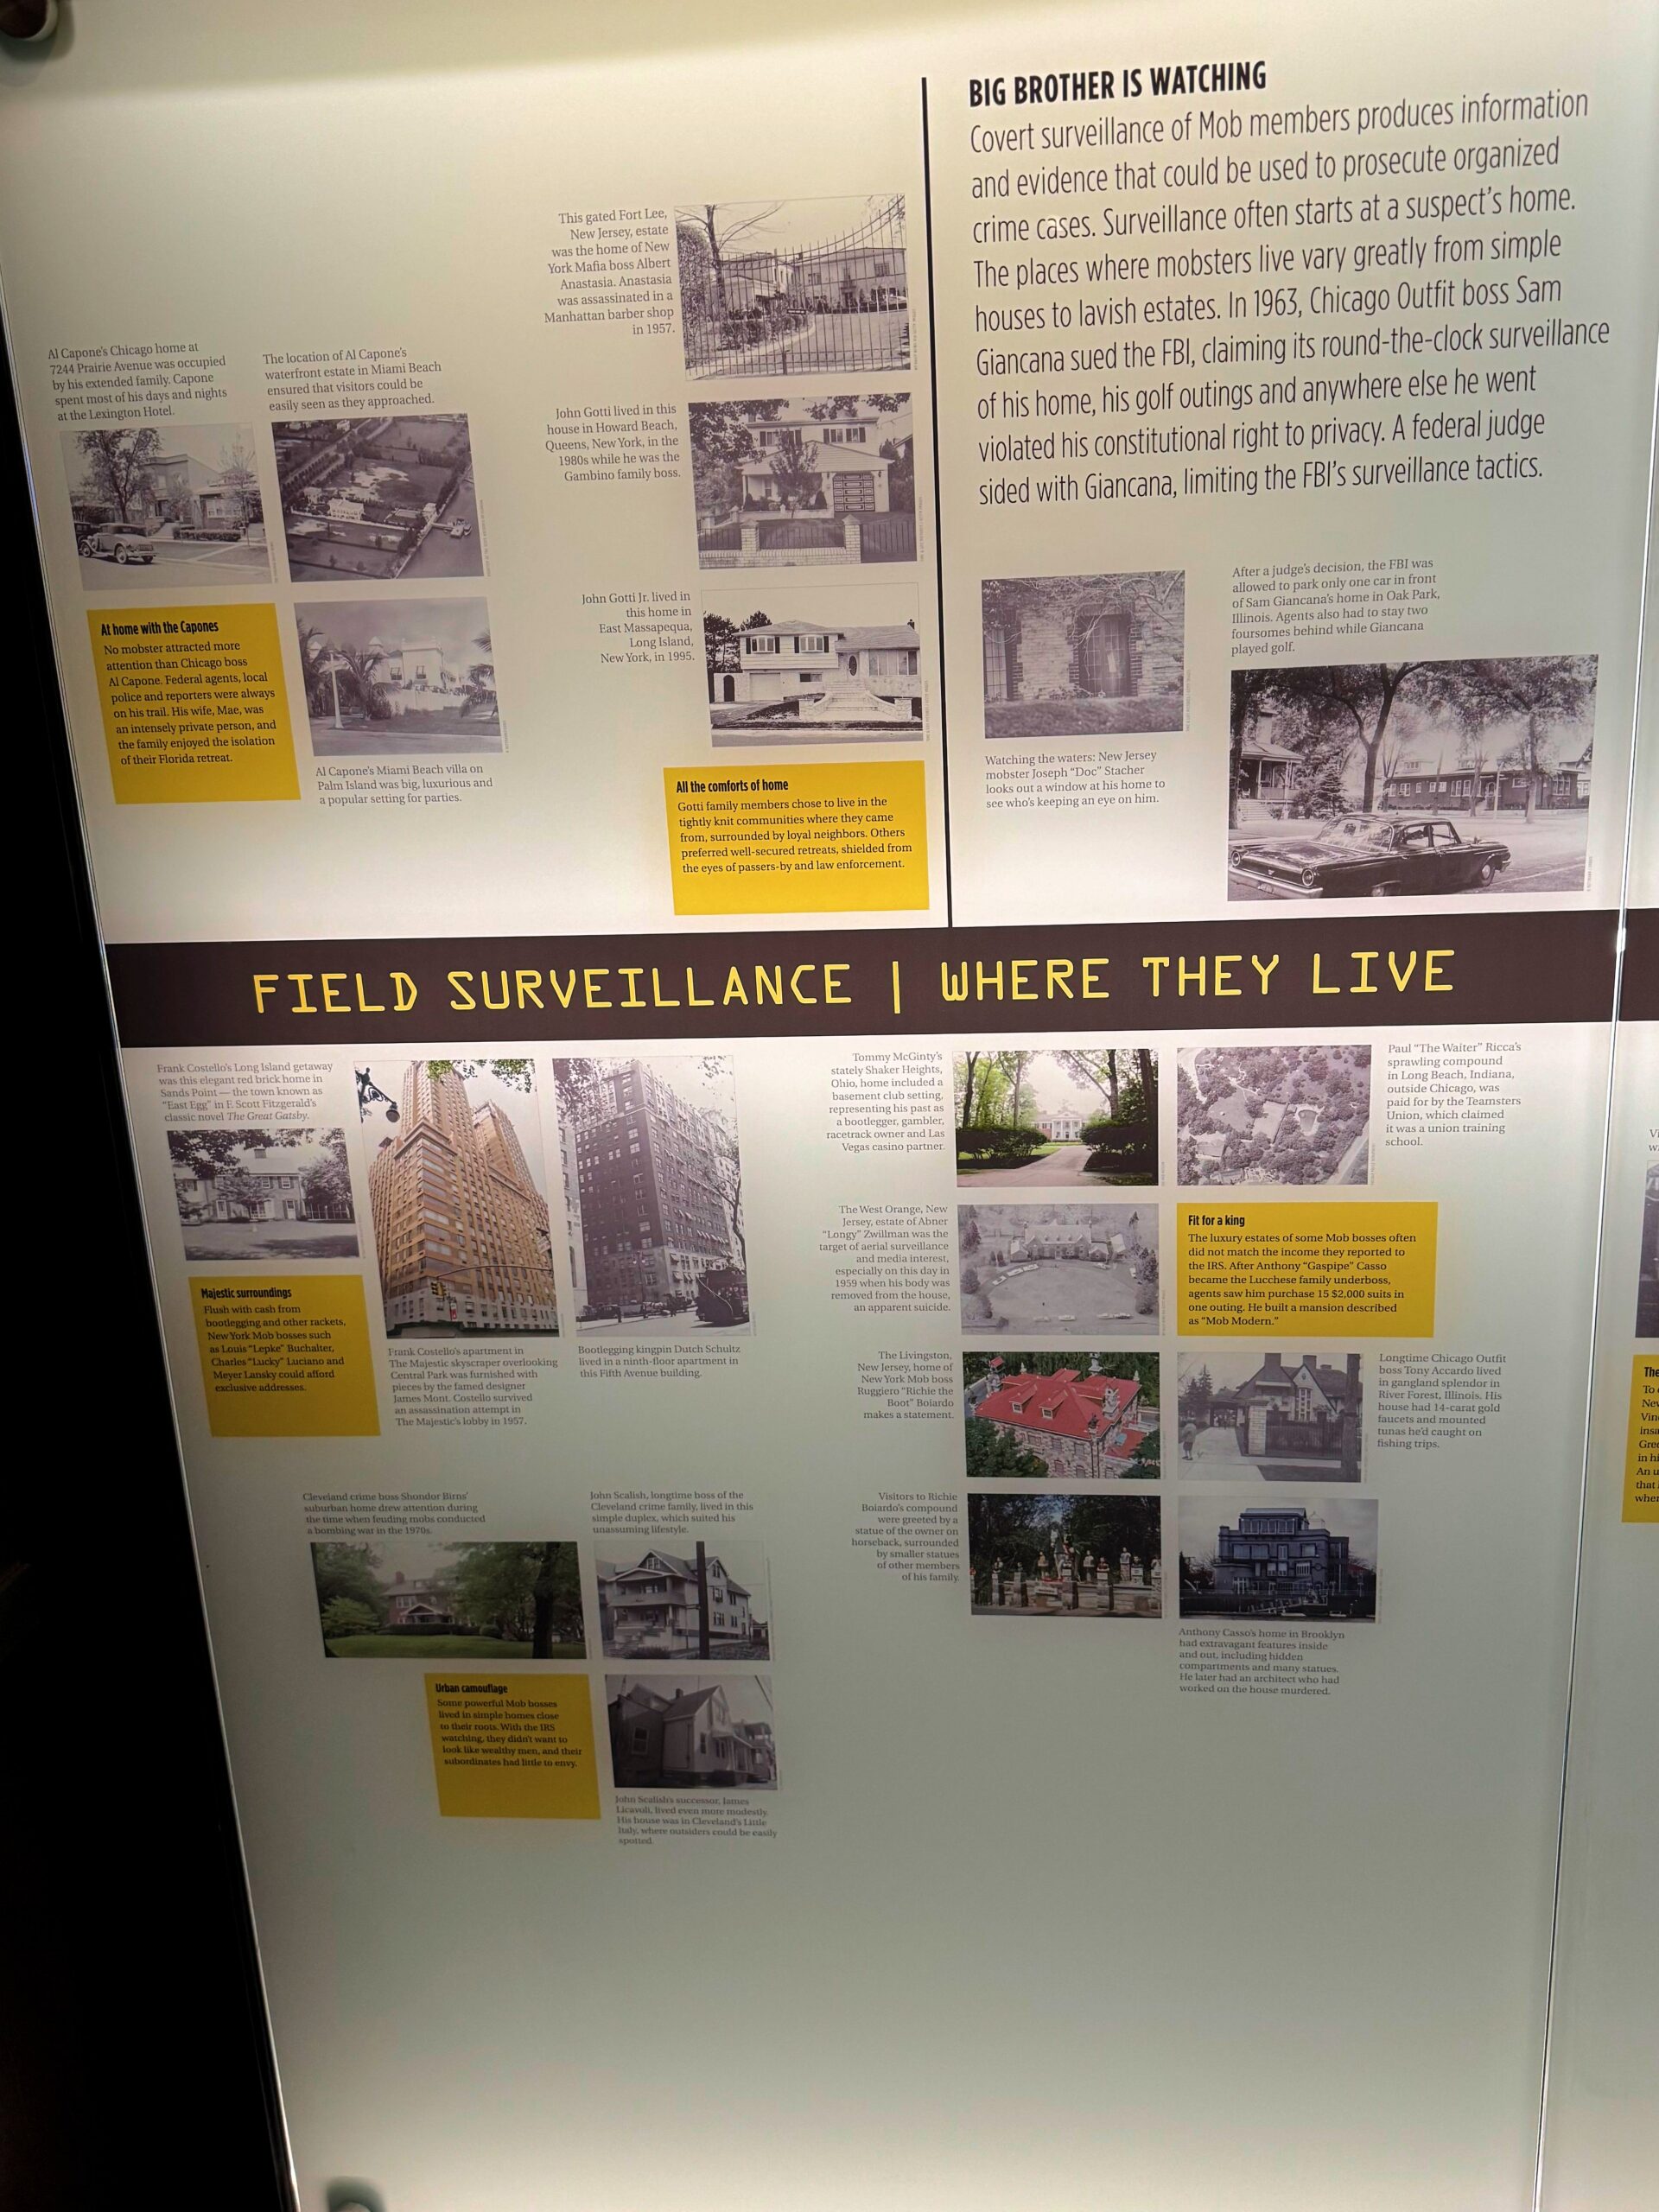 BIG BROTHER IS WATCHING
Covert surveillance of Mob members produces information
and evidence that could be used to prosecute organized
crime cases. Surveillance often starts at a suspect's home.
The places where mobsters live vary greatly from simple
houses to lavish estates. In 1963, Chicago Outfit boss Sam
Giancana sued the FBI, claiming its round-the-clock surveillance
of his home, his golf outings and anywhere else he went
violated his constitutional right to privacy. A federal judge
sided with Giancana, limiting the FBI's surveillance tactics.
This gated Fort Lee,
New Jersey, estate
was the home of New
York Mafia boss Albert
Anastasia. Anastasia
was assassinated in a
Manhattan barber shop
in 1957.
Al Capone's Chicago home at
7244 Prairie Avenue was occupied
by his extended family. Capone
spent most of his days and nights
at the Lexington Hotel.
The location of Al Capone's
waterfront estate in Miami Beach
ensured that visitors could be
easily seen as they approached.
John Gotti lived in this
house in Howard Beach,
Queens, New York, in the
1980s while he was the
Gambino family boss.
At home with the Capones
No mobster attracted more
attention than Chicago boss
Al Capone. Federal agents, local
police and reporters were always
on his trail. His wife, Mae, was
an intensely private person, and
the family enjoyed the isolation
of their Florida retreat.
Al Capone's Miami Beach villa on
Palm Island was big, luxurious and
a popular setting for parties.
John Gotti Jr. lived in
this home in
East Massapequa,
Long Island,
New York, in 1995.
All the comforts of home
Gotti family members chose to live in the
tightly knit communities where they came
from, surrounded by loyal neighbors. Others
preferred well-secured retreats, shielded from
the eyes of passers-by and law enforcement.
After a judge's decision, the FBI was
allowed to park only one car in front
of Sam Giancana's home in Oak Park,
Illinois. Agents also had to stay two
foursomes behind while Giancana
played golf.
Watching the waters: New Jersey
mobster Joseph "Doc" Stacher
looks out a window at his home to
see who's keeping an eye on him.
FIELD SURVEILLANCE | WHERE THEY LIVE
Frank Costello's Long Island getaway
was this elegant red brick home in
Sands Point — the town known as
"East Egg" in F. Scott Fitzgerald's
classic novel The Great Gatsby.
Majestic surroundings
Flush with cash from
bootlegging and other rackets,
New York Mob bosses such
as Louis "Lepke" Buchalter,
Charles "Lucky" Luciano and
Meyer Lansky could afford
exclusive addresses.
Frank Costello's apartment in
The Majestic skyscraper overlooking
Central Park was furnished with
pieces by the famed designer
James Mont. Costello survived
an assassination attempt in
The Majestic's lobby in 1957.
Bootlegging kingpin Dutch Schultz
lived in a ninth-floor apartment in
this Fifth Avenue building.
Cleveland crime boss Shondor Birns'
suburban home drew attention during
the time when feuding mobs conducted
a bombing war in the 1970s.
John Scalish, longtime boss of the
Cleveland crime family, lived in this
simple duplex, which suited his
unassuming lifestyle.
Urban camouflage
Some powerful Mob bosses
lived in simple homes close
to their roots. With the IRS
watching, they didn't want to
look like wealthy men, and their
subordinates had little to envy.
John Scalish's successor, James
Licavoli, lived even more modestly.
His house was in Cleveland's Little
Italy, where outsiders could be easily
spotted.
Tommy McGinty's
stately Shaker Heights,
Ohio, home included a
basement club setting,
representing his past as
a bootlegger, gambler,
racetrack owner and Las
Vegas casino partner.
Paul "The Waiter" Ricca's
sprawling compound
in Long Beach, Indiana,
outside Chicago, was
paid for by the Teamsters
Union, which claimed
it was a union training
school.
The West Orange, New
Jersey, estate of Abner
"Longy" Zwillman was the
target of aerial surveillance
and media interest,
especially on this day in
1959 when his body was
removed from the house,
an apparent suicide.
Fit for a king
The luxury estates of some Mob bosses often
did not match the income they reported to
the IRS. After Anthony "Gaspipe" Casso
became the Lucchese family underboss,
agents saw him purchase 15 $2,000 suits in
one outing. He built a mansion described
as "Mob Modern."
The Livingston,
New Jersey, home of
New York Mob boss
Ruggiero "Richie the
Boot" Boiardo
makes a statement.
Longtime Chicago Outfit
boss Tony Accardo lived
in gangland splendor in
River Forest, Illinois. His
house had 14-carat gold
faucets and mounted
tunas he'd caught on
fishing trips.
Visitors to Richie
Boiardo's compound
were greeted by a
statue of the owner on
horseback, surrounded
by smaller statues
of other members
of his family.
Anthony Casso's home in Brooklyn
had extravagant features inside
and out, including hidden
compartments and many statues.
He later had an architect who had
worked on the house murdered.